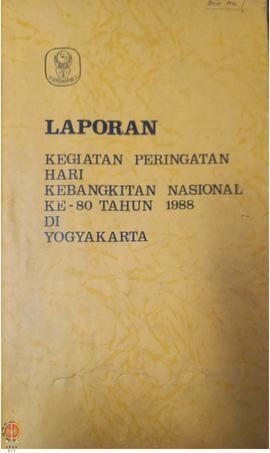 LAPORAN
KEGIATAN PERINGATAN
HARI
KEBANGKITAN NASIONAL
KE-80 TAHUN 1988
DI
YOGYAKARTA